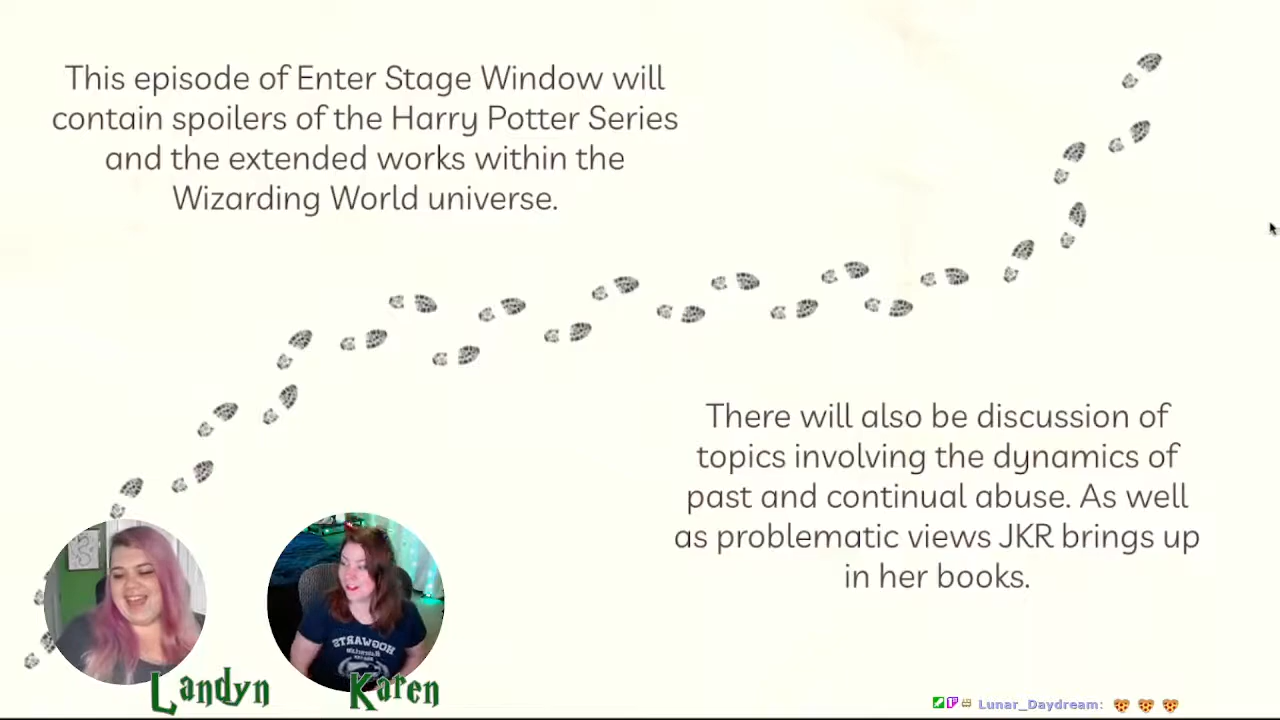 This episode of Enter Stage Window will
contain spoilers of the Harry Potter Series
and the extended works within the
Wizarding World universe.
There will also be discussion of
topics involving the dynamics of
past and continual abuse. As well
as problematic views JKR brings up
in her books.
HOGWARTS
Landyn
Karen
Lunar_Daydream: